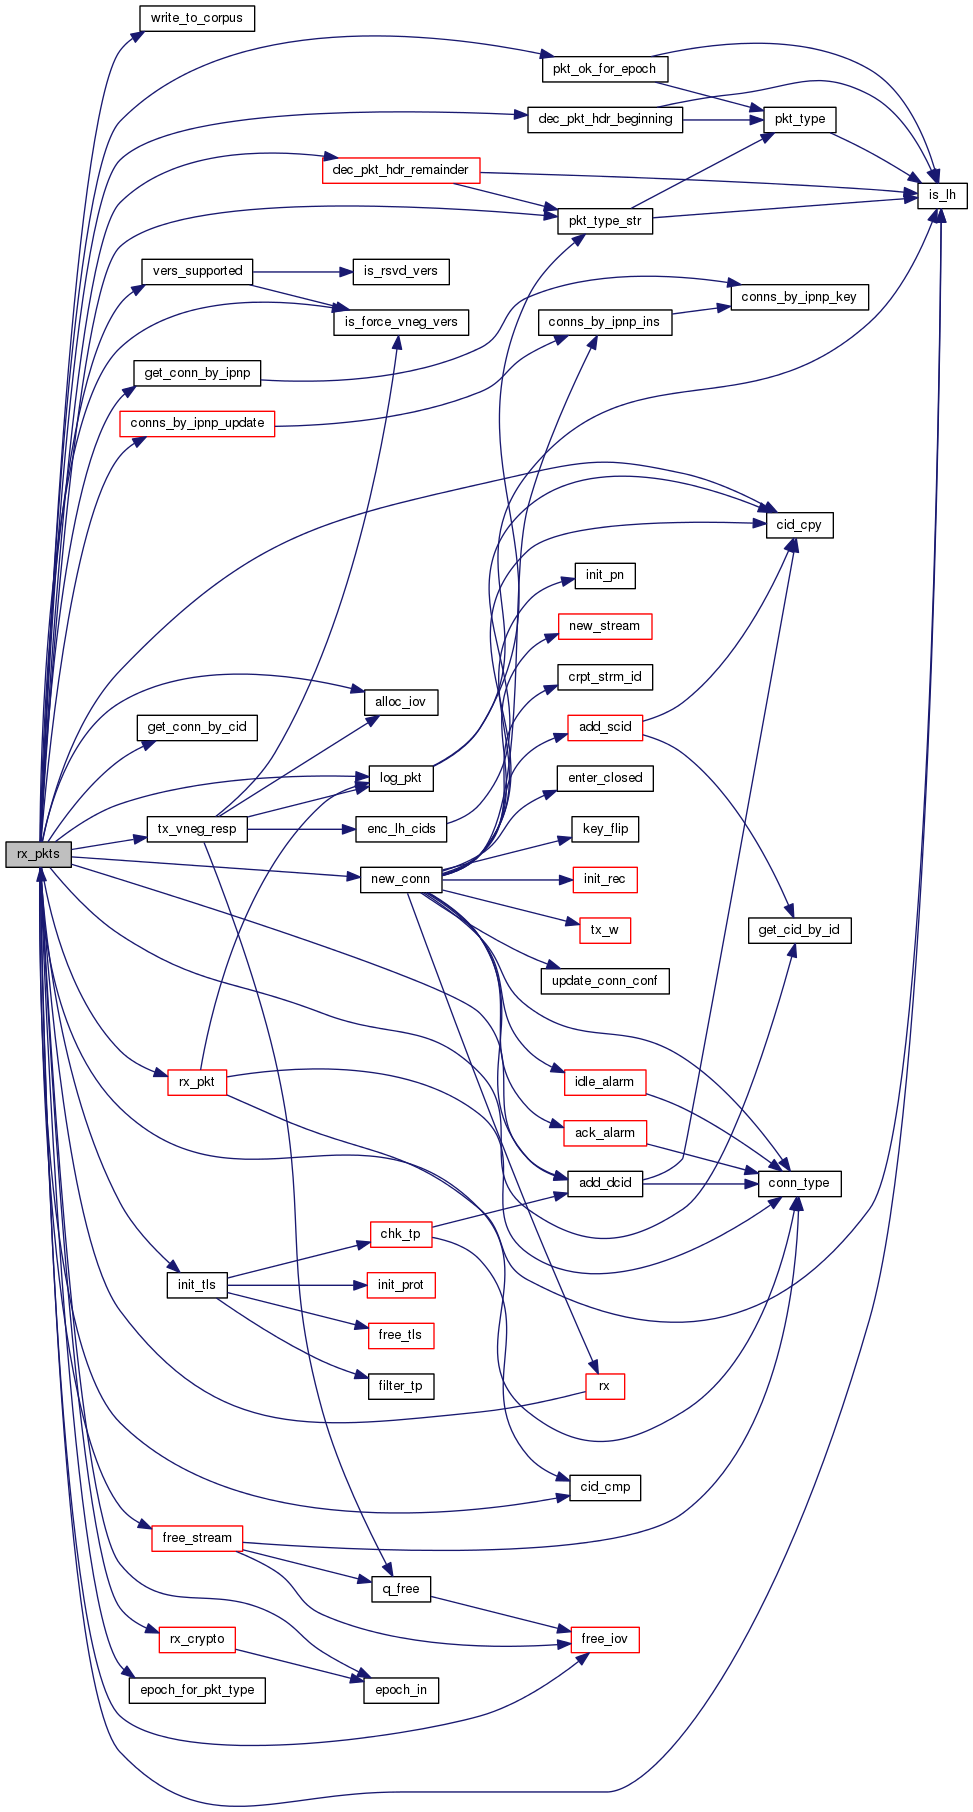 write_to_corpus
pkt_ok_for_epoch
dec_pkt_hdr_beginning
pkt_type
dec_pkt_hdr_remainder
is_lh
pkt_type_str
vers_supported
is_rsvd_vers
conns_by_ipnp_key
is_force_vneg_vers
conns_by_ipnp_ins
get_conn_by_ipnp
conns_by_ipnp_update
cid_cpy
init_pn
new_stream
crpt_strm_id
alloc_iov
get_conn_by_cid
add_scid
log_pkt
enter_closed
tx_vneg_resp
enc_lh_cids
key_flip
rx_pkts
new_conn
init_rec
tx_w
get_cid_by_id
update_conn_conf
rx_pkt
idle_alarm
ack_alarm
add_dcid
conn_type
chk_tp
init_tls
init_prot
free_tls
filter_tp
rx
cid_cmp
free_stream
q_free
rx_crypto
free_iov
epoch_for_pkt_type
epoch_in